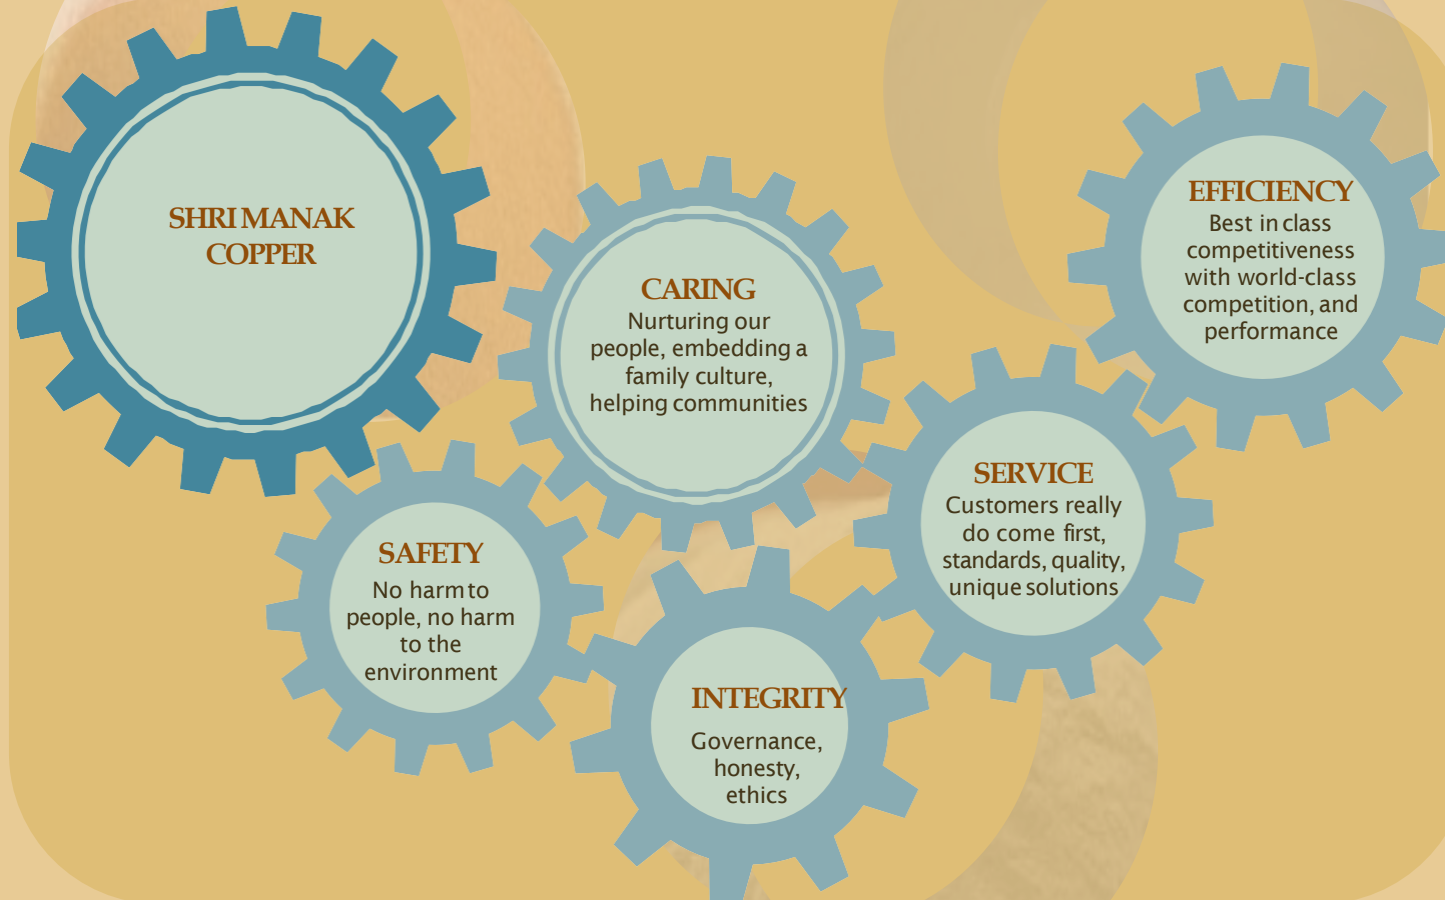 SHRI MANAK
COPPER
CARING
Nurturing our
people, embedding a
family culture,
helping communities
EFFICIENCY
Best in class
competitiveness
with world-class
competition, and
performance
SERVICE
Customers really
do come first,
standards, quality,
unique solutions
SAFETY
No harm to
people, no harm
to the
environment
INTEGRITY
Governance,
honesty,
ethics